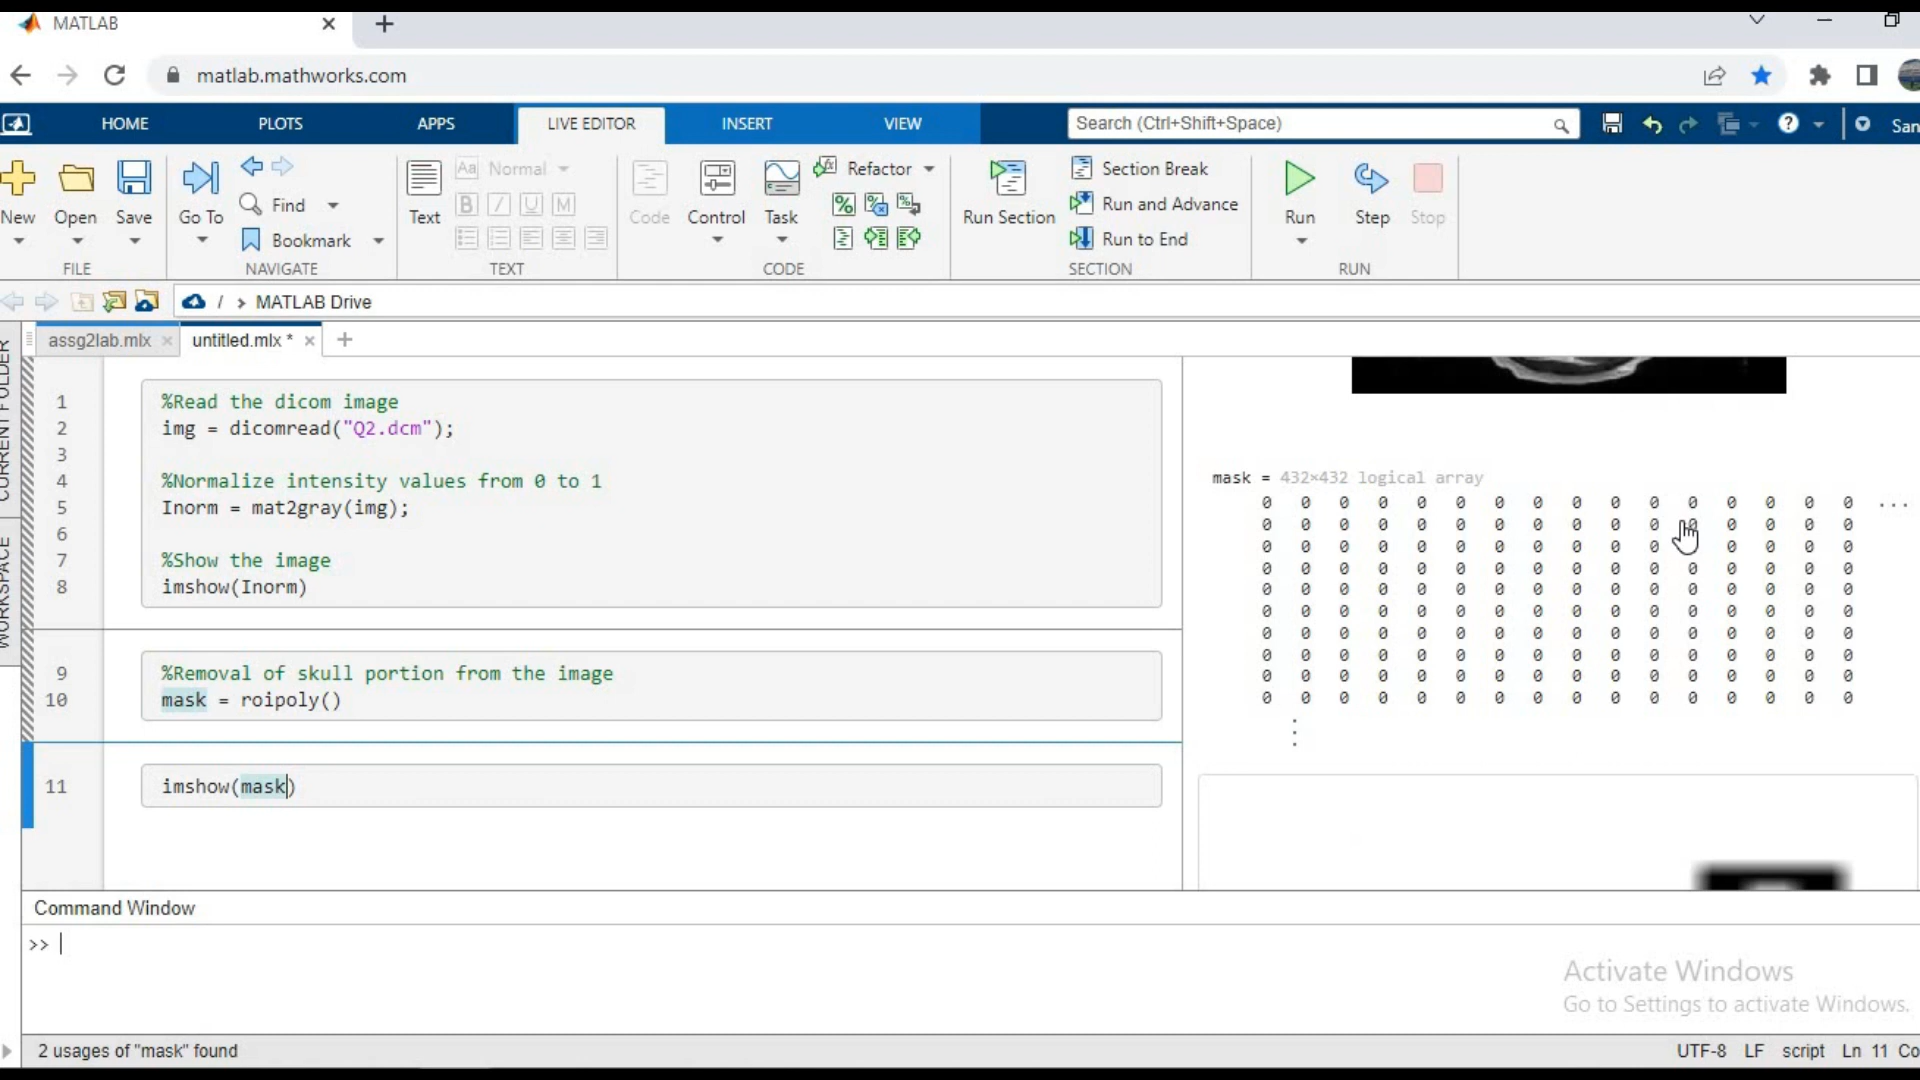 MATLAB
matlab.mathworks.com
HOME PLOTS APPS LIVE EDITOR INSERT VIEW Search (Ctrl+Shift+Space) San
New Open Save Go To Find Bookmark
FILE NAVIGATE
Text Aa Normal B I U M
TEXT
Code Control Task Refactor
CODE
Run Section Section Break
Run and Advance
Run to End
SECTION
Run Step Stop
RUN
/ > MATLAB Drive
CURRENT FOLDER
WORKSPACE
assg2lab.mlx untitled.mlx *
1 %Read the dicom image
2 img = dicomread("Q2.dcm");
3
4 %Normalize intensity values from 0 to 1
5 Inorm = mat2gray(img);
6
7 %Show the image
8 imshow(Inorm)
9 %Removal of skull portion from the image
10 mask = roipoly()
11 imshow(mask)
mask = 432×432 logical array
0 0 0 0 0 0 0 0 0 0 0 0 0 0 0 0 ...
0 0 0 0 0 0 0 0 0 0 0 0 0 0 0 0
0 0 0 0 0 0 0 0 0 0 0 0 0 0 0 0
0 0 0 0 0 0 0 0 0 0 0 0 0 0 0 0
0 0 0 0 0 0 0 0 0 0 0 0 0 0 0 0
0 0 0 0 0 0 0 0 0 0 0 0 0 0 0 0
0 0 0 0 0 0 0 0 0 0 0 0 0 0 0 0
0 0 0 0 0 0 0 0 0 0 0 0 0 0 0 0
0 0 0 0 0 0 0 0 0 0 0 0 0 0 0 0
0 0 0 0 0 0 0 0 0 0 0 0 0 0 0 0
⋮
Command Window
>>
Activate Windows
Go to Settings to activate Windows.
2 usages of "mask" found
UTF-8 LF script Ln 11 Co